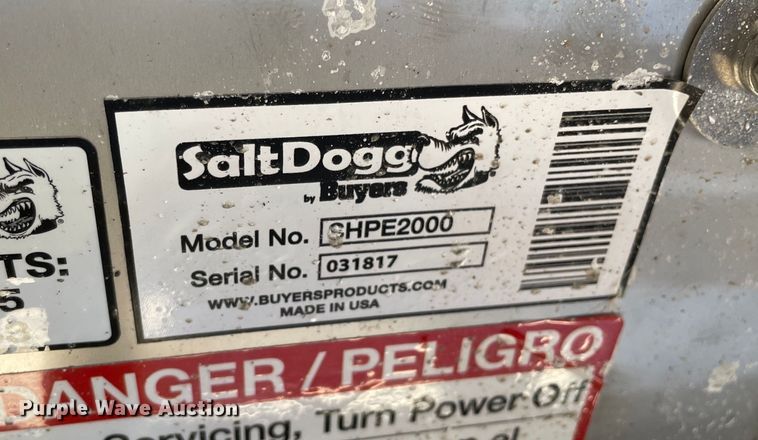 SaltDogg
by Buyers
Model No. SHPE2000
Serial No. 031817
WWW.BUYERSPRODUCTS.COM
MADE IN USA
TS:
5
DANGER / PELIGRO
Servicing, Turn Power Off
Purple Wave Auction